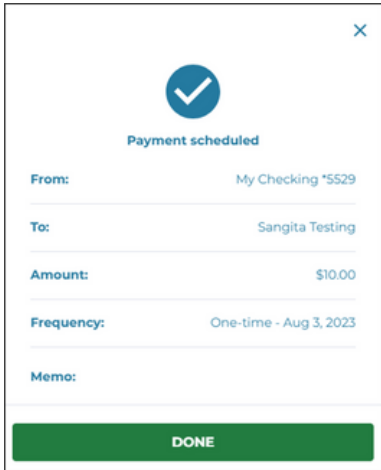 Payment scheduled
From: My Checking *5529
To: Sangita Testing
Amount: $10.00
Frequency: One-time - Aug 3, 2023
Memo:
DONE